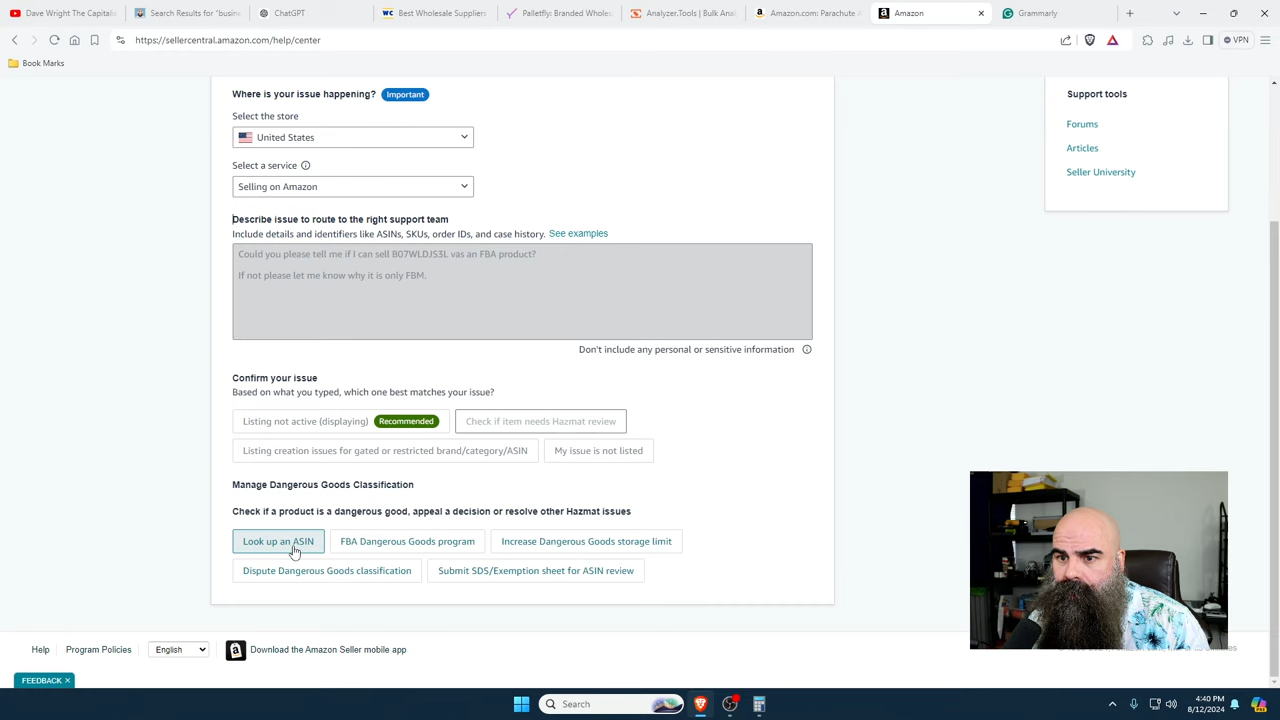 Dave Wright The Capitali
Search Results for "busine
ChatGPT
Best Wholesale Suppliers
Palletfly: Branded Wholes
Analyzer.Tools | Bulk Anal
Amazon.com: Parachute A
Amazon
Grammarly
https://sellercentral.amazon.com/help/center
VPN
Book Marks
Where is your issue happening? Important
Select the store
United States
Select a service
Selling on Amazon
Describe issue to route to the right support team
Include details and identifiers like ASINs, SKUs, order IDs, and case history. See examples
Could you please tell me if I can sell B07WLDJS3L vas an FBA product?
If not please let me know why it is only FBM.
Don't include any personal or sensitive information
Confirm your issue
Based on what you typed, which one best matches your issue?
Listing not active (displaying) Recommended
Check if item needs Hazmat review
Listing creation issues for gated or restricted brand/category/ASIN
My issue is not listed
Manage Dangerous Goods Classification
Check if a product is a dangerous good, appeal a decision or resolve other Hazmat issues
Look up an ASIN
FBA Dangerous Goods program
Increase Dangerous Goods storage limit
Dispute Dangerous Goods classification
Submit SDS/Exemption sheet for ASIN review
Support tools
Forums
Articles
Seller University
Help
Program Policies
English
Download the Amazon Seller mobile app
FEEDBACK
Search
4:40 PM
8/12/2024